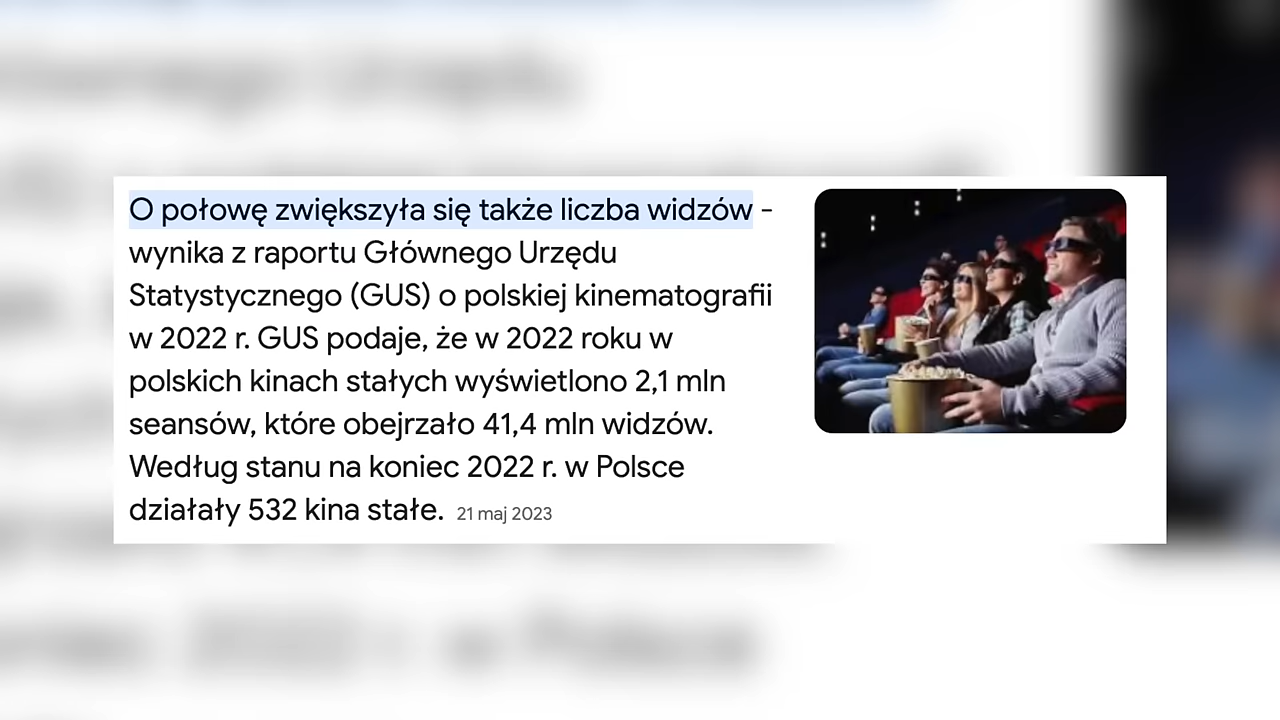 O połowę zwiększyła się także liczba widzów -
wynika z raportu Głównego Urzędu
Statystycznego (GUS) o polskiej kinematografii
w 2022 r. GUS podaje, że w 2022 roku w
polskich kinach stałych wyświetlono 2,1 mln
seansów, które obejrzało 41,4 mln widzów.
Według stanu na koniec 2022 r. w Polsce
działały 532 kina stałe. 21 maj 2023